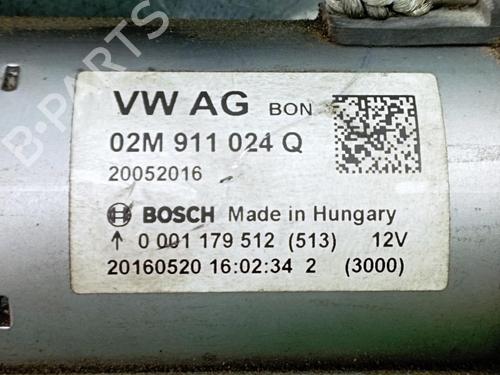 B-PARTS
VW AG BON
02M 911 024 Q
20052016
BOSCH Made in Hungary
↑ 0 001 179 512 (513) 12V
20160520 16:02:34 2 (3000)